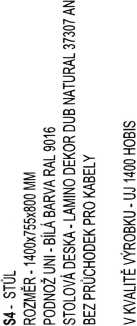 S4 - STŮL
ROZMĚR - 1400x755x800 MM
PODNOŽ UNI - BÍLÁ BARVA RAL 9016
STOLOVÁ DESKA - LAMINO DEKOR DUB NATURAL 37307 AN
BEZ PRŮCHODEK PRO KABELY
V KVALITĚ VÝROBKU - UJ 1400 HOBIS